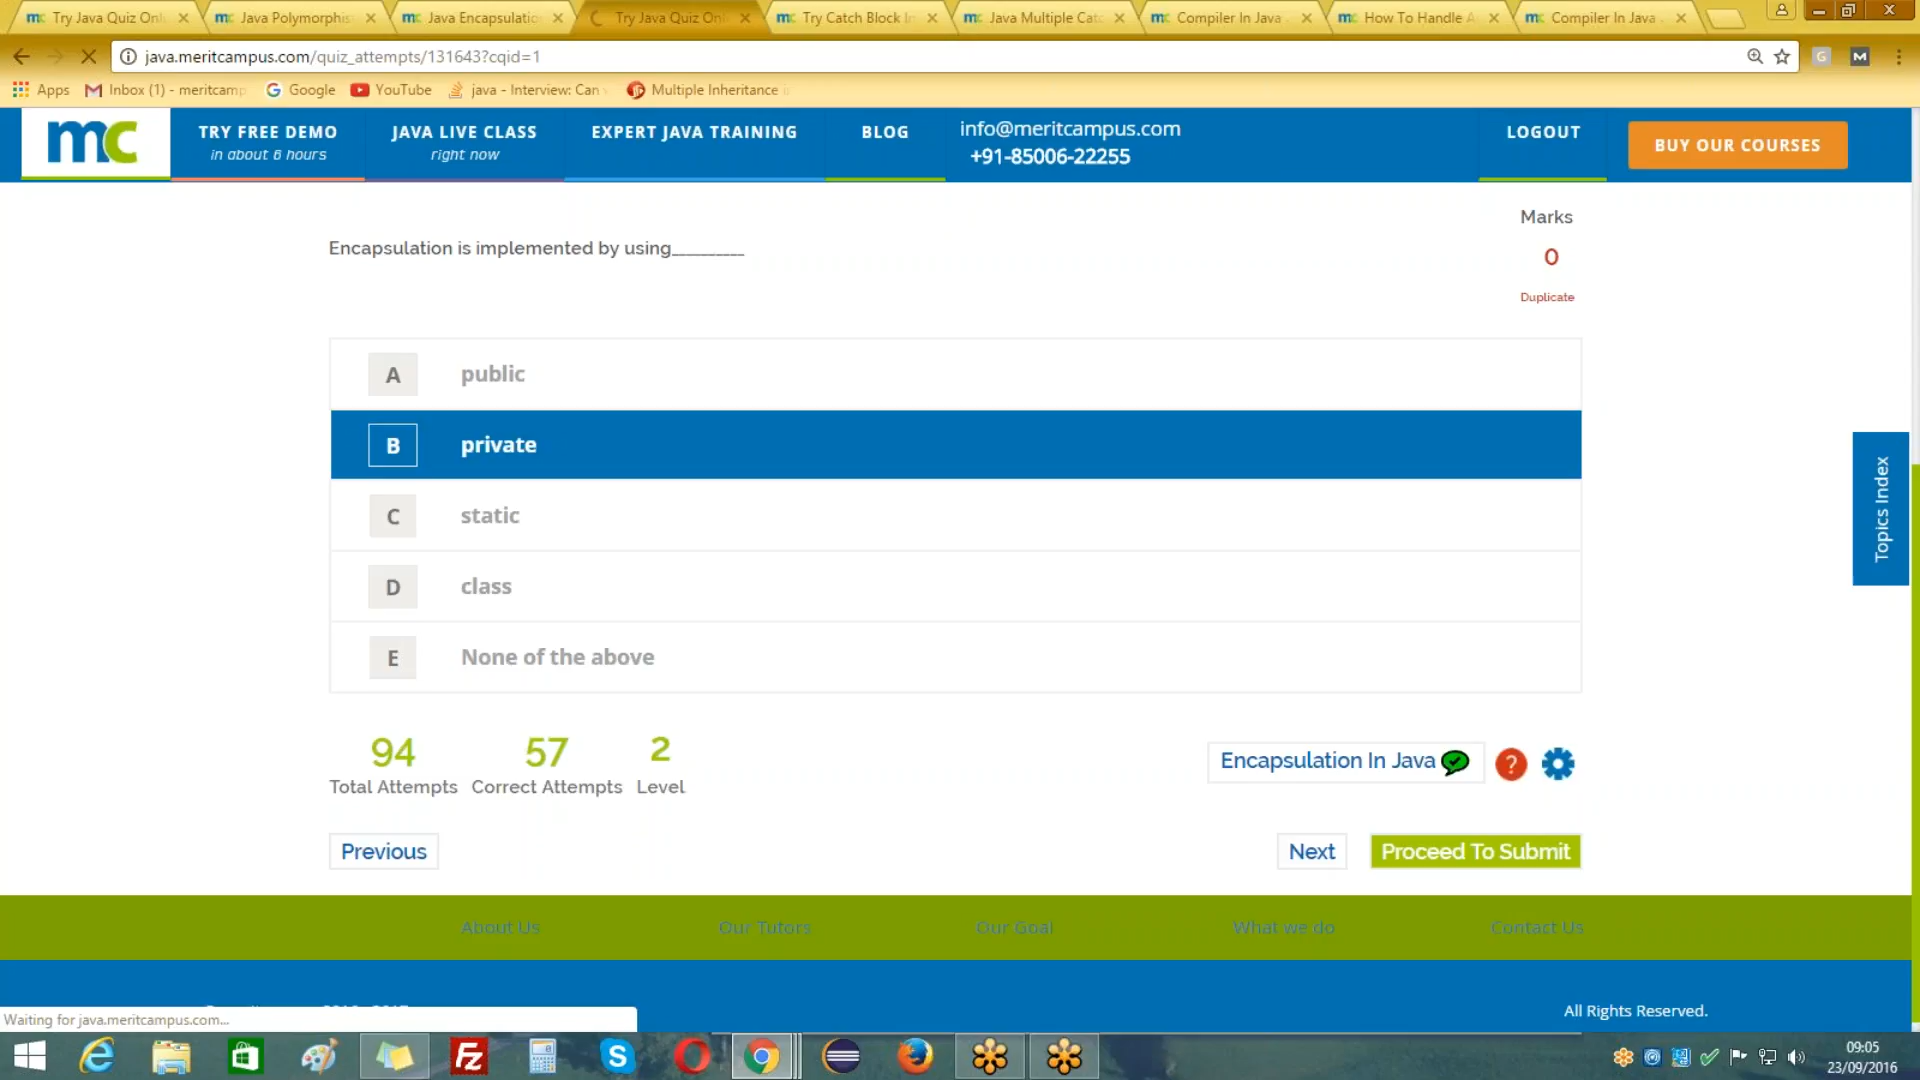 Try Java Quiz Onl
Java Polymorphis
Java Encapsulatio
Try Java Quiz Onl
Try Catch Block I
Java Multiple Catc
Compiler In Java
How To Handle A
Compiler In Java
java.meritcampus.com/quiz_attempts/131643?cqid=1
Apps
Inbox (1) - meritcamp
Google
YouTube
java - Interview: Can
Multiple Inheritance i
mc
TRY FREE DEMO
in about 6 hours
JAVA LIVE CLASS
right now
EXPERT JAVA TRAINING
BLOG
info@meritcampus.com
+91-85006-22255
LOGOUT
BUY OUR COURSES
Marks
0
Duplicate
Encapsulation is implemented by using__________
A public
B private
C static
D class
E None of the above
Topics Index
94
Total Attempts
57
Correct Attempts
2
Level
Encapsulation In Java
?
Previous
Next
Proceed To Submit
About Us
Our Tutors
Our Goal
What we do
Contact Us
All Rights Reserved.
Waiting for java.meritcampus.com...
09:05
23/09/2016